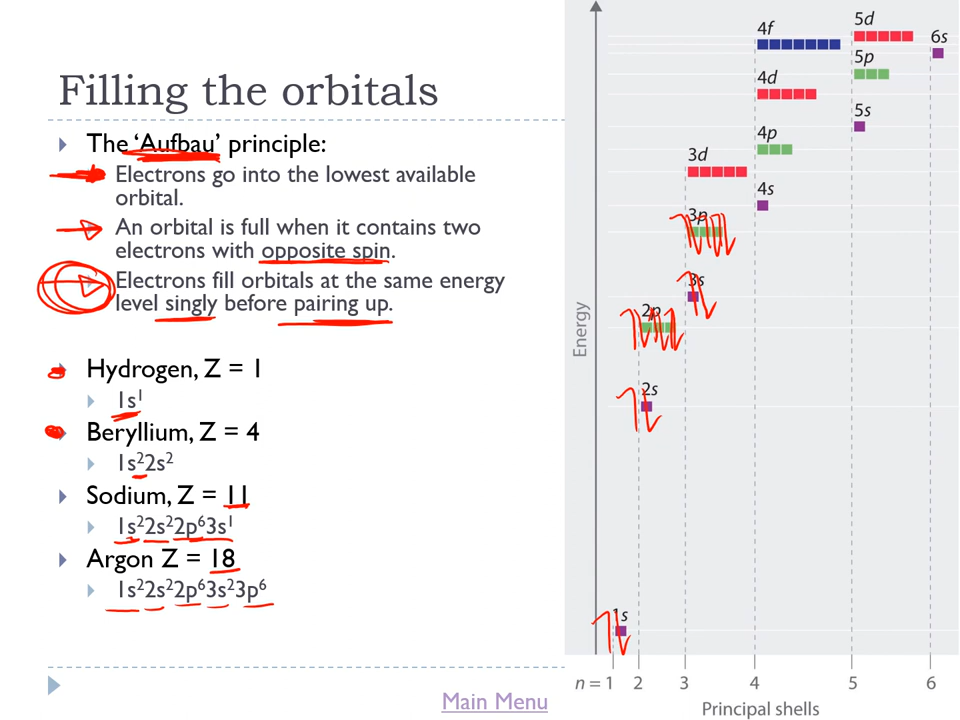 Filling the orbitals
The ‘Aufbau’ principle:
Electrons go into the lowest available
orbital.
An orbital is full when it contains two
electrons with opposite spin.
Electrons fill orbitals at the same energy
level singly before pairing up.
Hydrogen, Z = 1
1s¹
Beryllium, Z = 4
1s²2s²
Sodium, Z = 11
1s²2s²2p⁶3s¹
Argon Z = 18
1s²2s²2p⁶3s²3p⁶
Main Menu
5d
4f
6s
5p
4d
5s
4p
3d
4s
3p
3s
2p
2s
1s
Energy
n = 1 2 3 4 5 6
Principal shells